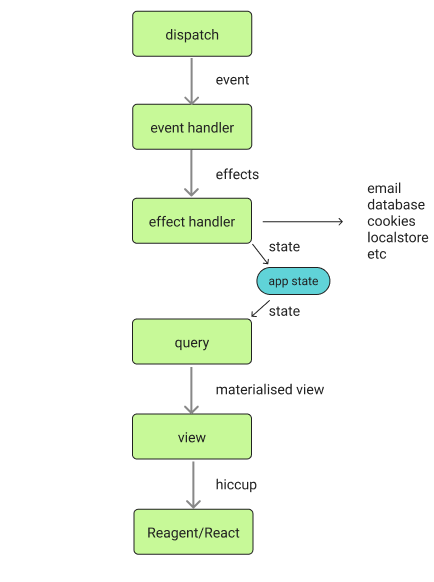 dispatch
event
event handler
effects
effect handler
email
database
cookies
localstore
etc
state
app state
state
query
materialised view
view
hiccup
Reagent/React